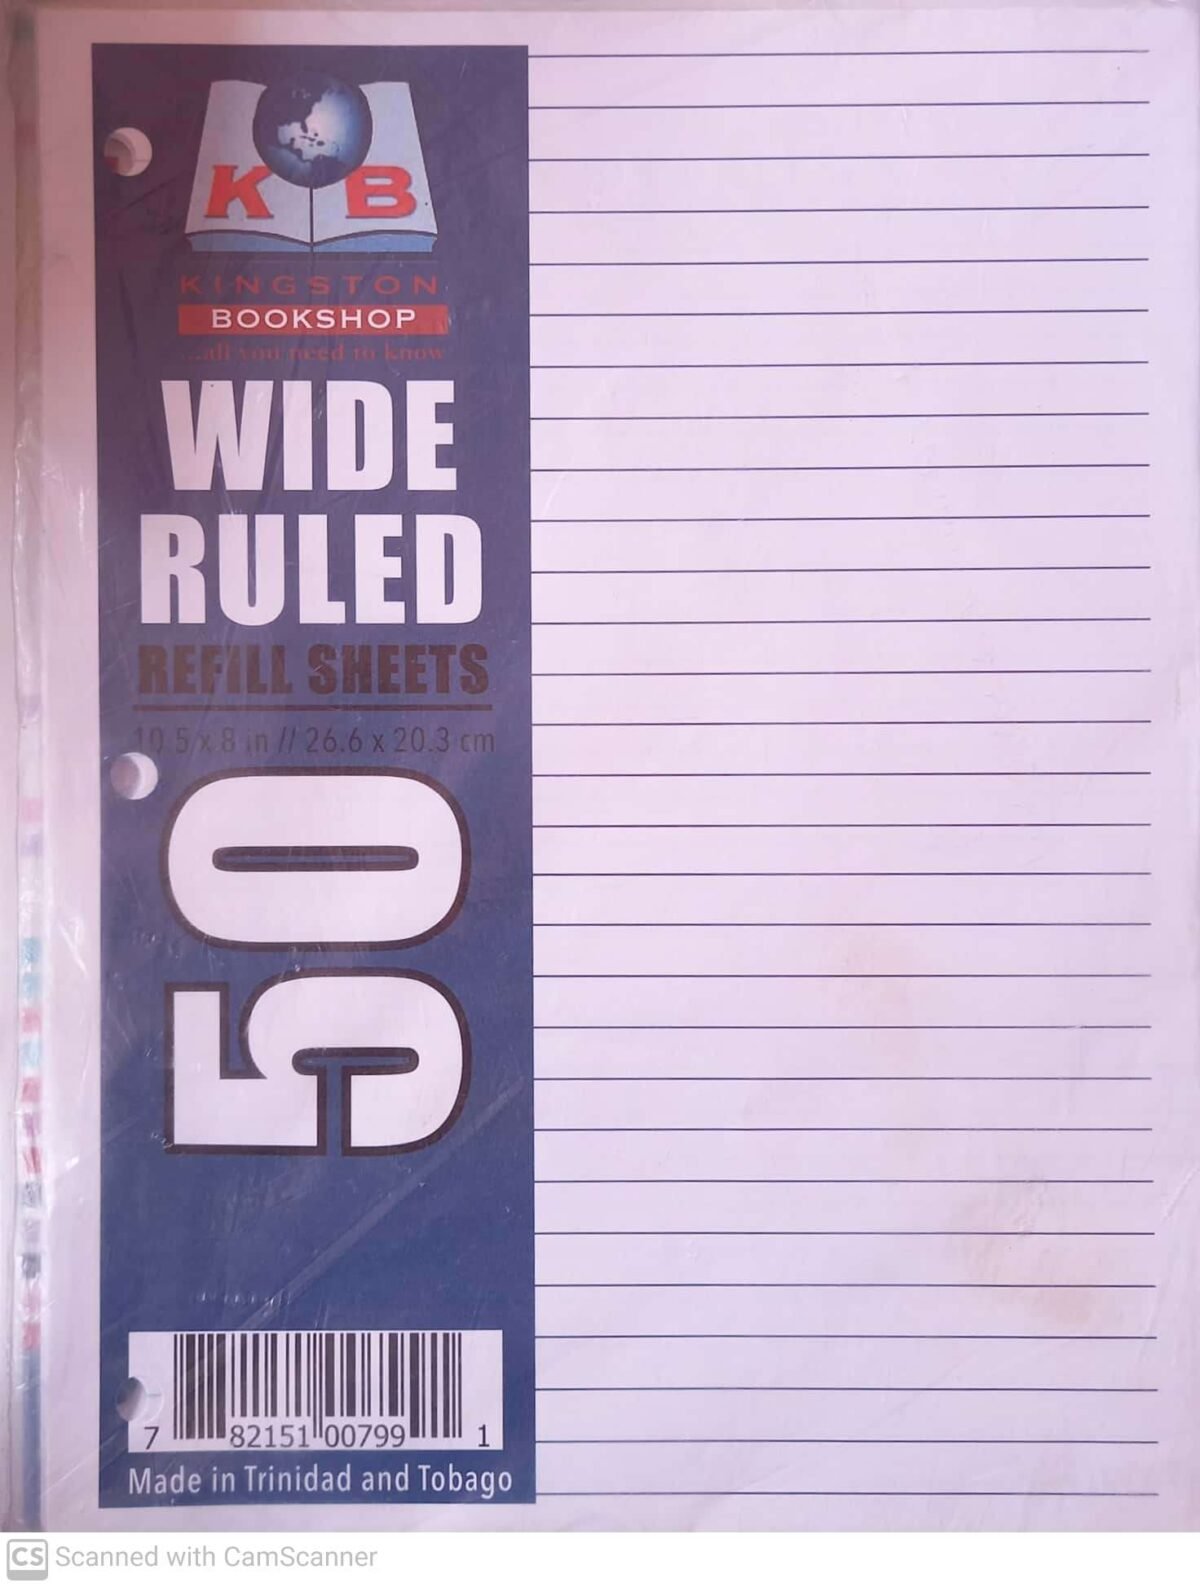 K B
KINGSTON
BOOKSHOP
...all you need to know
WIDE
RULED
REFILL SHEETS
10.5 x 8 in // 26.6 x 20.3 cm
50
7 82151 00799 1
Made in Trinidad and Tobago
CS Scanned with CamScanner